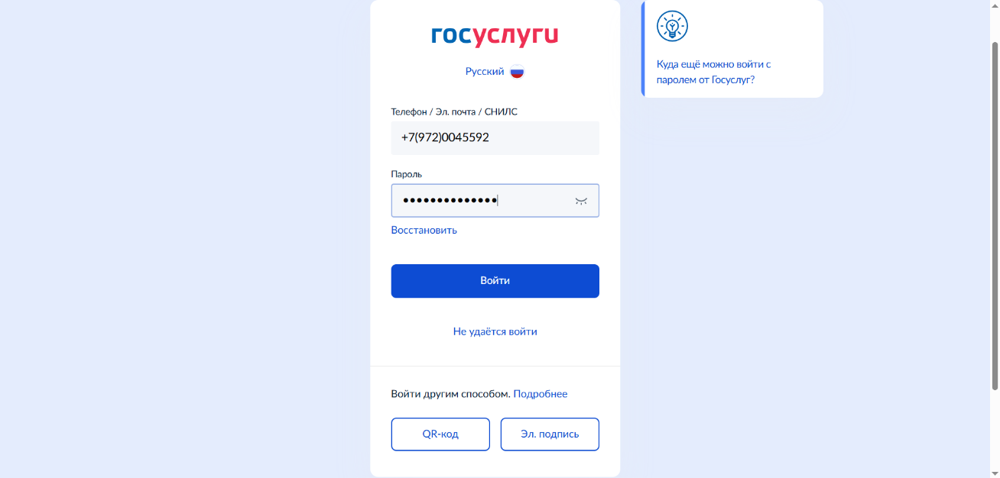 госуслуги
Русский
Телефон / Эл. почта / СНИЛС
+7(972)0045592
Пароль
••••••••••••••
Восстановить
Войти
Не удаётся войти
Войти другим способом. Подробнее
QR-код
Эл. подпись
Куда ещё можно войти с
паролем от Госуслуг?